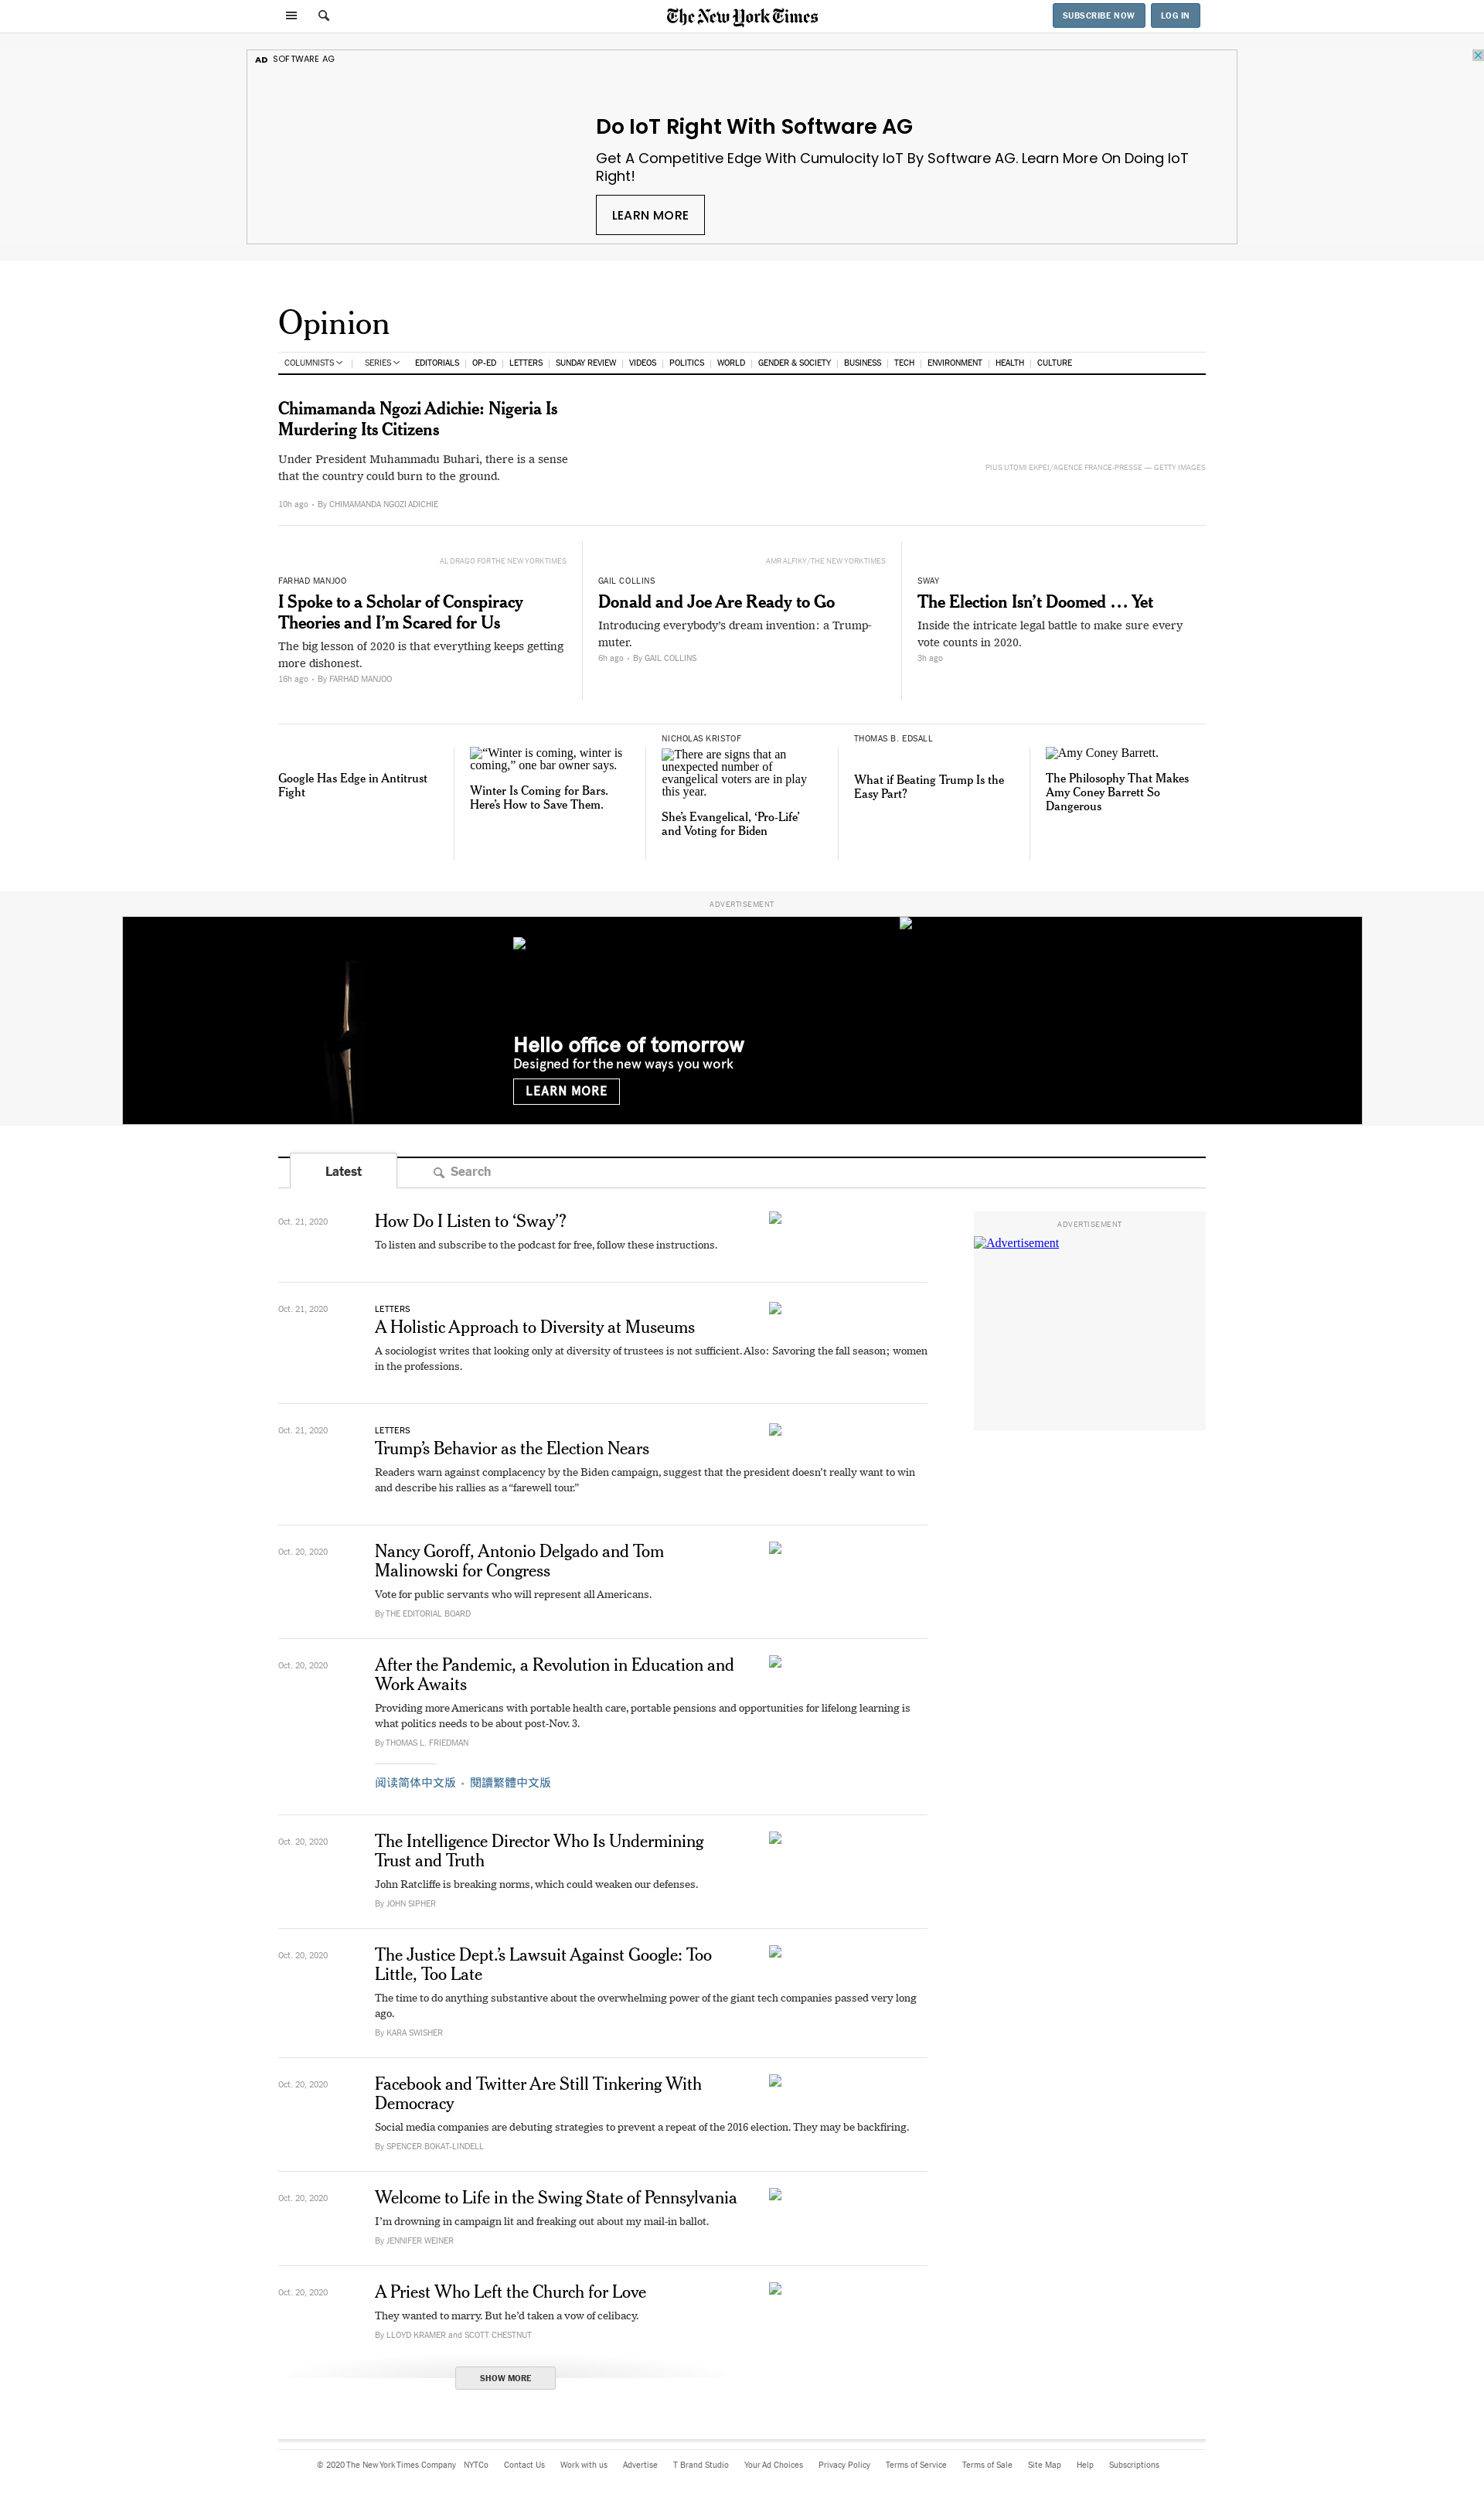 The New York Times
SUBSCRIBE NOW
LOG IN
AD SOFTWARE AG
Do IoT Right With Software AG
Get A Competitive Edge With Cumulocity IoT By Software AG. Learn More On Doing IoT
Right!
LEARN MORE
Opinion
COLUMNISTS | SERIES EDITORIALS | OP-ED | LETTERS | SUNDAY REVIEW | VIDEOS | POLITICS | WORLD | GENDER & SOCIETY | BUSINESS | TECH | ENVIRONMENT | HEALTH | CULTURE
Chimamanda Ngozi Adichie: Nigeria Is
Murdering Its Citizens
Under President Muhammadu Buhari, there is a sense
that the country could burn to the ground.
10h ago • By CHIMAMANDA NGOZI ADICHIE
PIUS UTOMI EKPEI/AGENCE FRANCE-PRESSE — GETTY IMAGES
AL DRAGO FOR THE NEW YORK TIMES
FARHAD MANJOO
I Spoke to a Scholar of Conspiracy
Theories and I’m Scared for Us
The big lesson of 2020 is that everything keeps getting
more dishonest.
16h ago • By FARHAD MANJOO
AMR ALFIKY/THE NEW YORK TIMES
GAIL COLLINS
Donald and Joe Are Ready to Go
Introducing everybody’s dream invention: a Trump-
muter.
6h ago • By GAIL COLLINS
SWAY
The Election Isn’t Doomed … Yet
Inside the intricate legal battle to make sure every
vote counts in 2020.
3h ago
Google Has Edge in Antitrust
Fight
“Winter is coming, winter is
coming,” one bar owner says.
Winter Is Coming for Bars.
Here’s How to Save Them.
NICHOLAS KRISTOF
There are signs that an
unexpected number of
evangelical voters are in play
this year.
She’s Evangelical, ‘Pro-Life’
and Voting for Biden
THOMAS B. EDSALL
What if Beating Trump Is the
Easy Part?
Amy Coney Barrett.
The Philosophy That Makes
Amy Coney Barrett So
Dangerous
ADVERTISEMENT
Hello office of tomorrow
Designed for the new ways you work
LEARN MORE
Latest
Search
Oct. 21, 2020
How Do I Listen to ‘Sway’?
To listen and subscribe to the podcast for free, follow these instructions.
ADVERTISEMENT
Advertisement
Oct. 21, 2020
LETTERS
A Holistic Approach to Diversity at Museums
A sociologist writes that looking only at diversity of trustees is not sufficient. Also: Savoring the fall season; women
in the professions.
Oct. 21, 2020
LETTERS
Trump’s Behavior as the Election Nears
Readers warn against complacency by the Biden campaign, suggest that the president doesn’t really want to win
and describe his rallies as a “farewell tour.”
Oct. 20, 2020
Nancy Goroff, Antonio Delgado and Tom
Malinowski for Congress
Vote for public servants who will represent all Americans.
By THE EDITORIAL BOARD
Oct. 20, 2020
After the Pandemic, a Revolution in Education and
Work Awaits
Providing more Americans with portable health care, portable pensions and opportunities for lifelong learning is
what politics needs to be about post-Nov. 3.
By THOMAS L. FRIEDMAN
阅读简体中文版 • 閱讀繁體中文版
Oct. 20, 2020
The Intelligence Director Who Is Undermining
Trust and Truth
John Ratcliffe is breaking norms, which could weaken our defenses.
By JOHN SIPHER
Oct. 20, 2020
The Justice Dept.’s Lawsuit Against Google: Too
Little, Too Late
The time to do anything substantive about the overwhelming power of the giant tech companies passed very long
ago.
By KARA SWISHER
Oct. 20, 2020
Facebook and Twitter Are Still Tinkering With
Democracy
Social media companies are debuting strategies to prevent a repeat of the 2016 election. They may be backfiring.
By SPENCER BOKAT-LINDELL
Oct. 20, 2020
Welcome to Life in the Swing State of Pennsylvania
I’m drowning in campaign lit and freaking out about my mail-in ballot.
By JENNIFER WEINER
Oct. 20, 2020
A Priest Who Left the Church for Love
They wanted to marry. But he’d taken a vow of celibacy.
By LLOYD KRAMER and SCOTT CHESTNUT
SHOW MORE
© 2020 The New York Times Company NYTCo Contact Us Work with us Advertise T Brand Studio Your Ad Choices Privacy Policy Terms of Service Terms of Sale Site Map Help Subscriptions